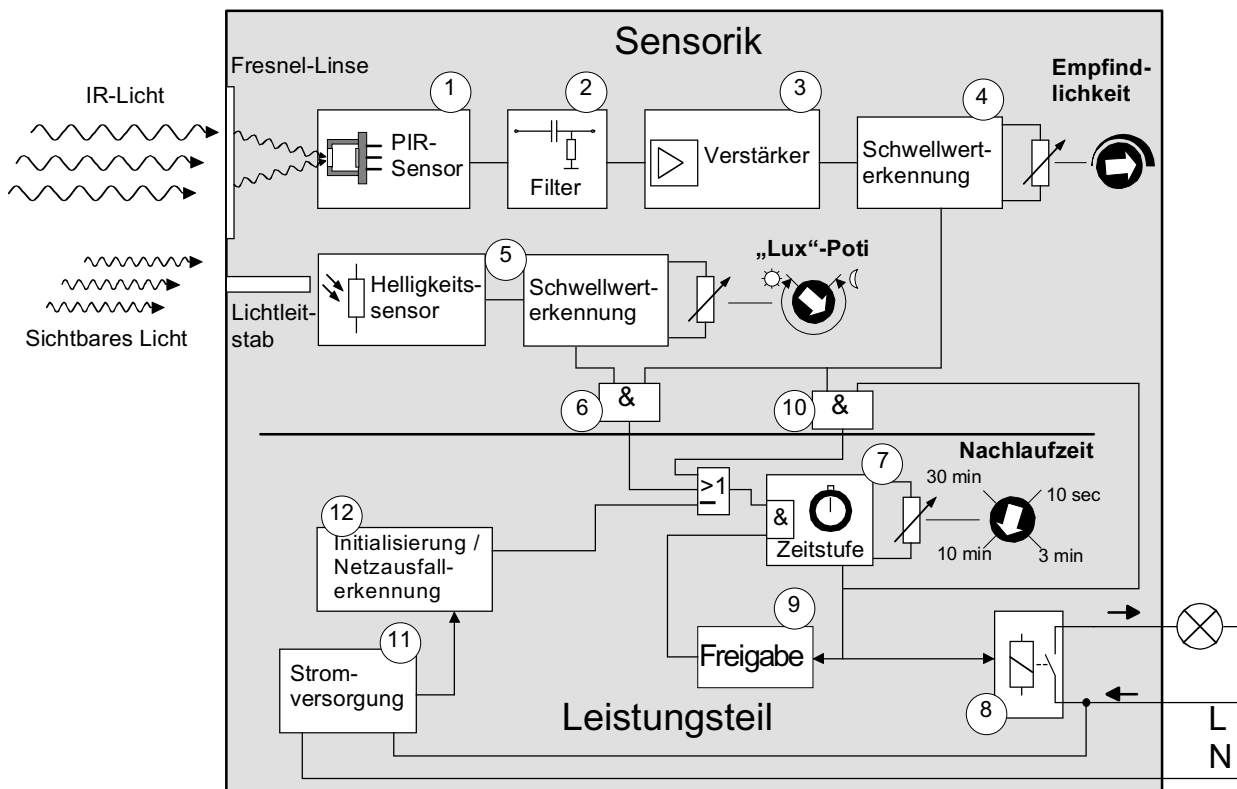 Sensorik
Fresnel-Linse
IR-Licht
1
2
3
4
Empfind-
lichkeit
PIR-
Sensor
Filter
Verstärker
Schwellwert-
erkennung
5
„Lux“-Poti
Helligkeits-
sensor
Schwellwert-
erkennung
Lichtleit-
stab
Sichtbares Licht
6
&
10
&
7
Nachlaufzeit
30 min
10 sec
10 min
3 min
>1
&
Zeitstufe
12
Initialisierung /
Netzausfall-
erkennung
9
Freigabe
11
Strom-
versorgung
8
Leistungsteil
L
N